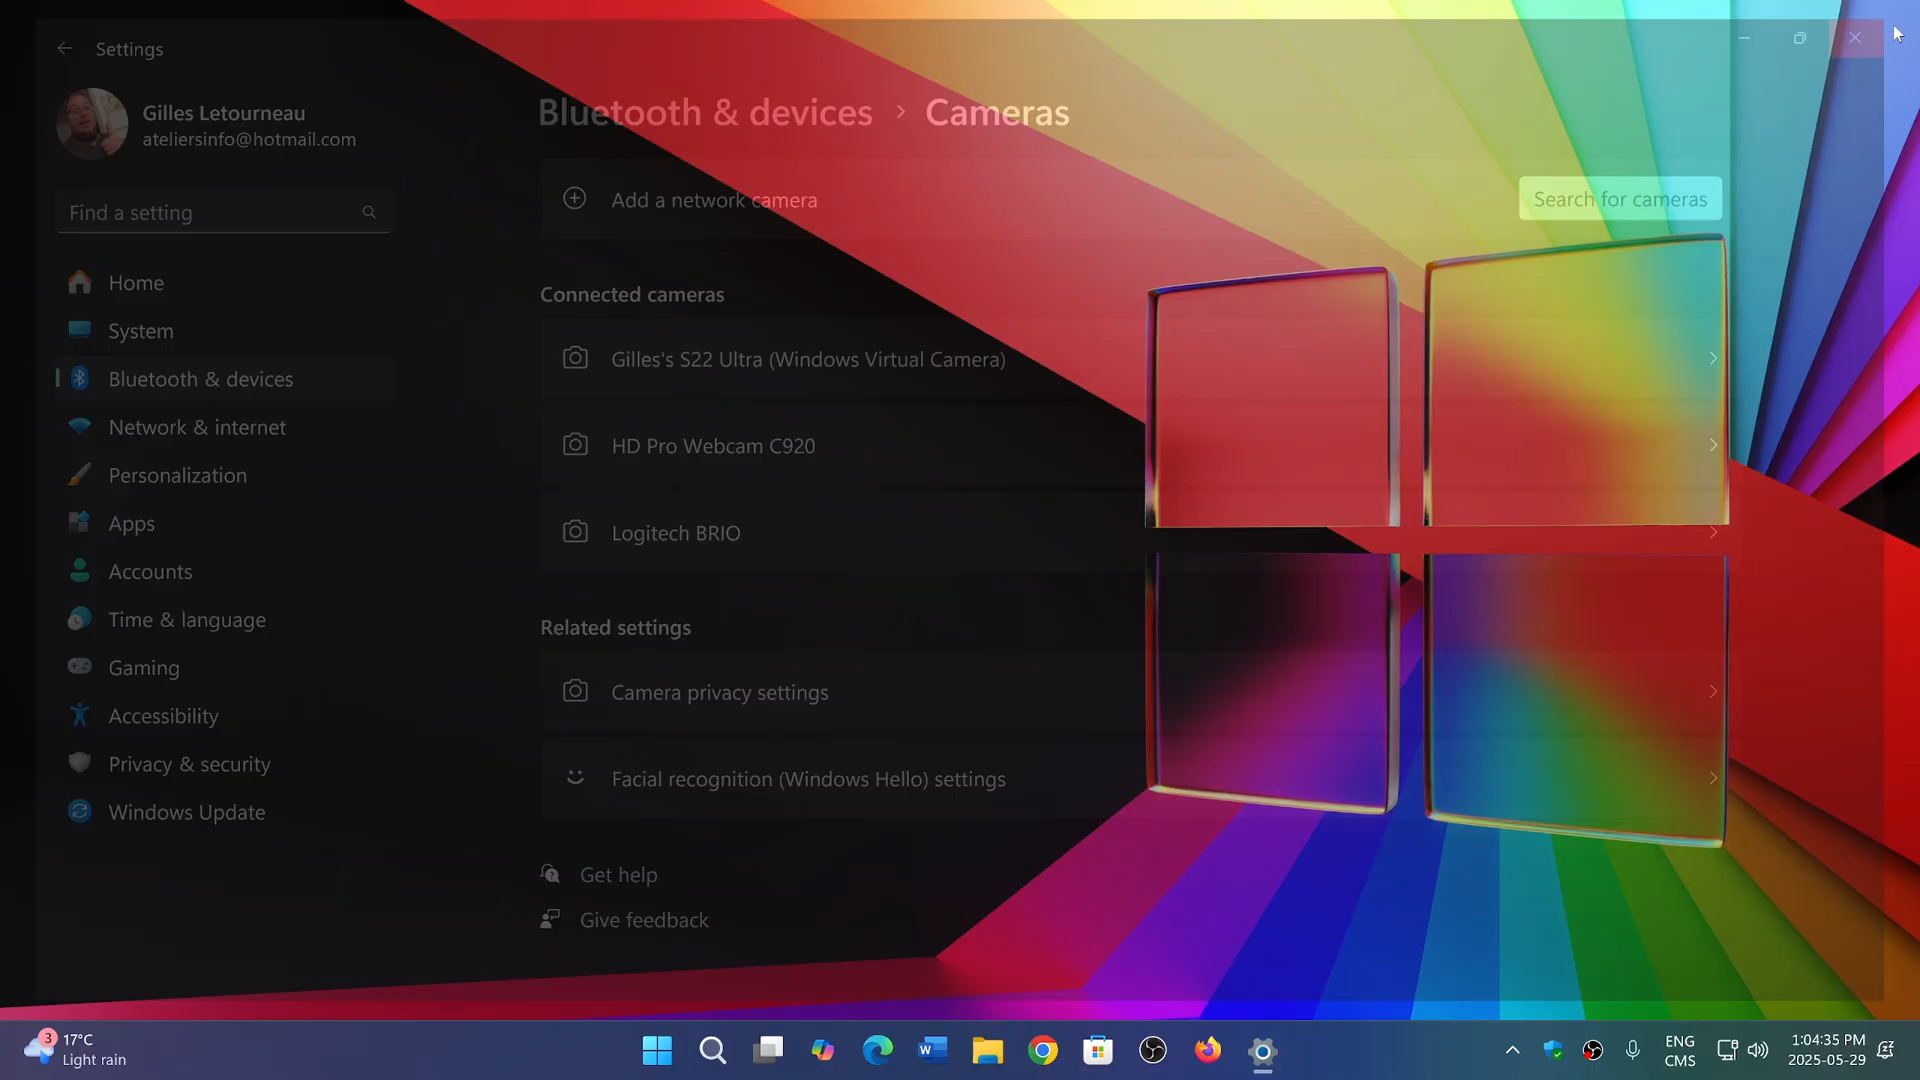 Settings
Gilles Letourneau
ateliersinfo@hotmail.com
Find a setting
Home
System
Bluetooth & devices
Network & internet
Personalization
Apps
Accounts
Time & language
Gaming
Accessibility
Privacy & security
Windows Update
Bluetooth & devices > Cameras
Add a network camera
Search for cameras
Connected cameras
Gilles's S22 Ultra (Windows Virtual Camera)
HD Pro Webcam C920
Logitech BRIO
Related settings
Camera privacy settings
Facial recognition (Windows Hello) settings
Get help
Give feedback
3
17°C
Light rain
W
ENG
CMS
1:04:35 PM
2025-05-29